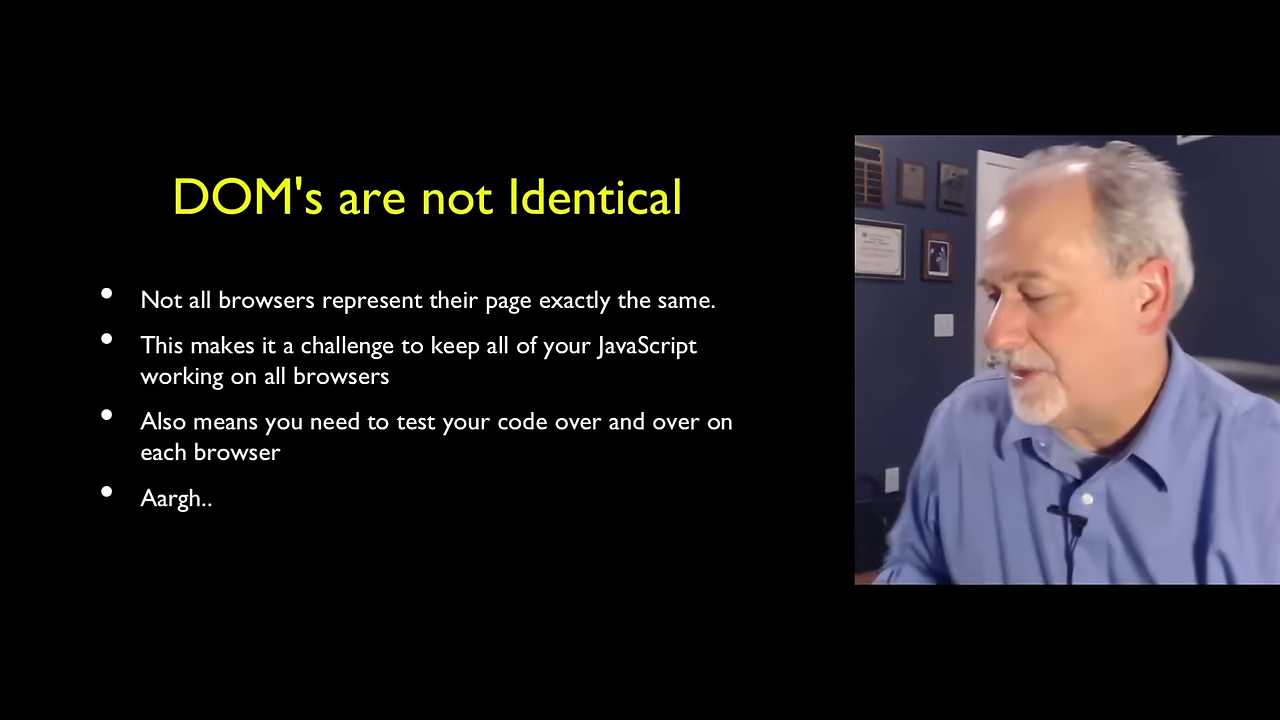 DOM's are not Identical
• Not all browsers represent their page exactly the same.
• This makes it a challenge to keep all of your JavaScript
working on all browsers
• Also means you need to test your code over and over on
each browser
• Aargh..